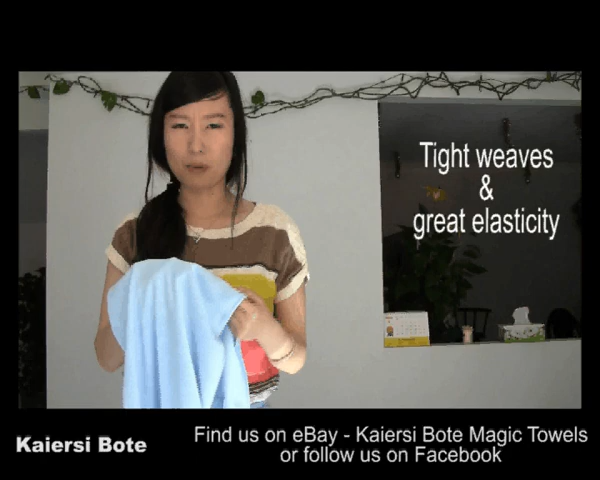 Tight weaves
&
great elasticity
Kaiersi Bote
Find us on eBay - Kaiersi Bote Magic Towels
or follow us on Facebook